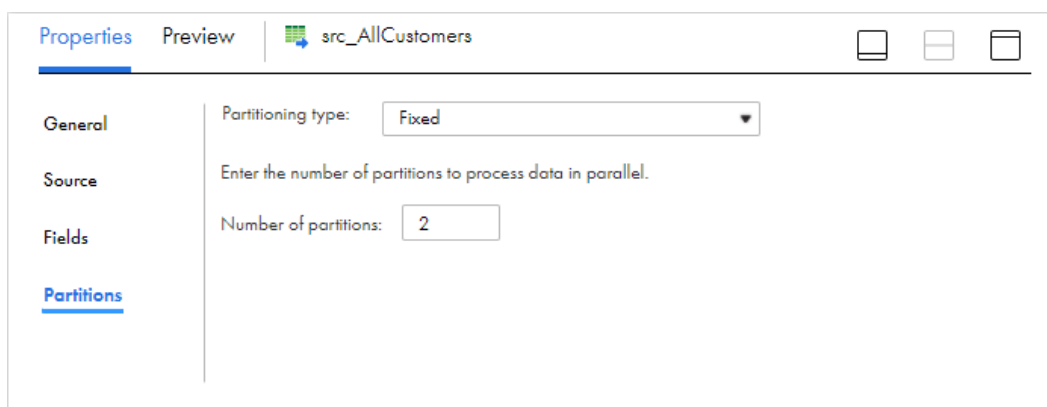 Properties Preview src_AllCustomers
General
Partitioning type: Fixed
Source
Enter the number of partitions to process data in parallel.
Number of partitions: 2
Fields
Partitions